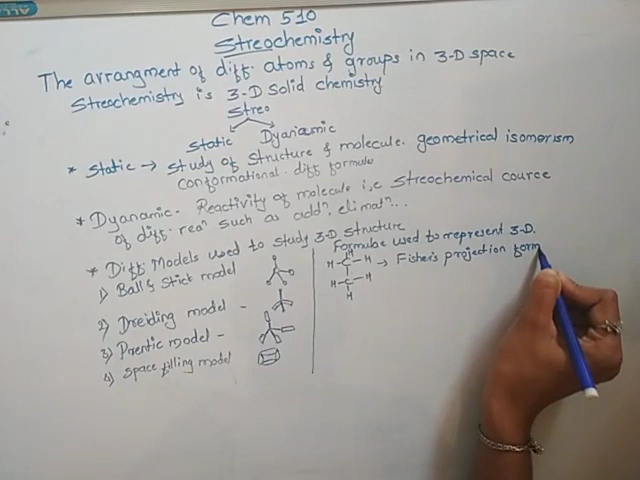 Chem 510
Streochemistry
The arrangment of diff. atoms & groups in 3-D space
Streochemistry is 3-D Solid chemistry
Streo
Static Dyanamic
* Static → study of structure & molecule. geometrical isomerism
conformational. diff formula
* Dyanamic. Reactivity of molecule i,e streochemical cource
of diff. reaⁿ such as addⁿ, elimatⁿ...
* Diff Models used to study 3-D structure
1) Ball & stick model
2) Dreiding model -
3) Prentic model -
4) space filling model
Formulae used to represent 3-D.
H
H-C-H → Fisher's projection form
H-C-H
H